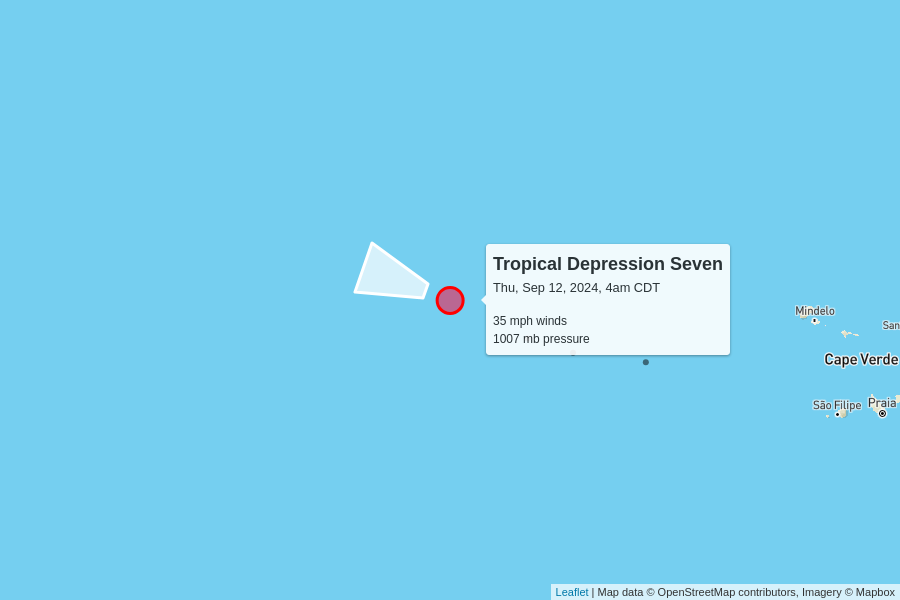 Tropical Depression Seven
Thu, Sep 12, 2024, 4am CDT
35 mph winds
1007 mb pressure
Mindelo
San
Cape Verde
São Filipe
Praia
Leaflet | Map data © OpenStreetMap contributors, Imagery © Mapbox